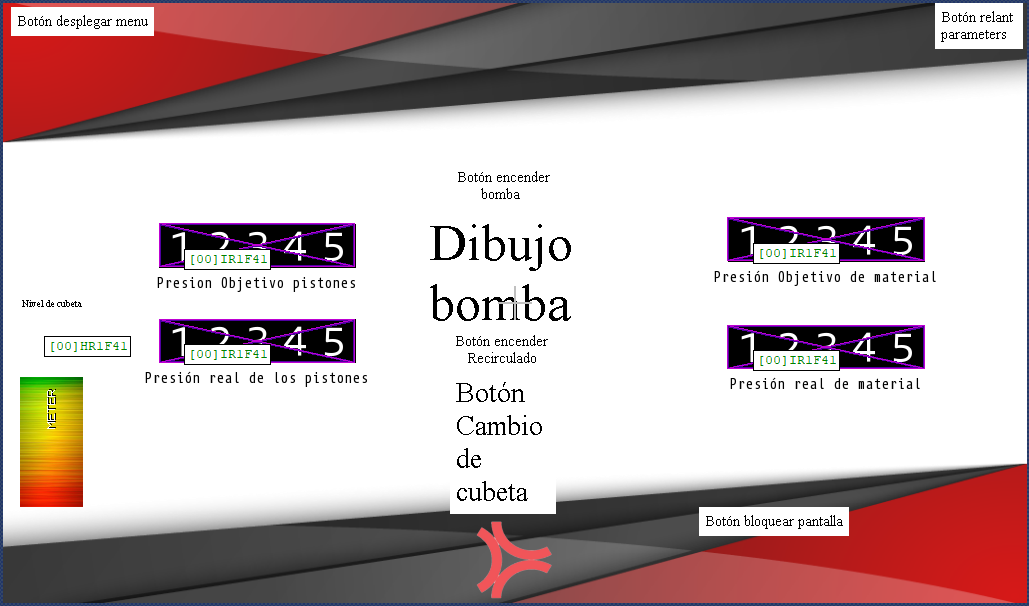 Botón desplegar menu
Botón relant
parameters
Botón encender
bomba
12345
[00]IR1F41
Presion Objetivo pistones
Dibujo
bomba
12345
[00]IR1F41
Presión Objetivo de material
Nivel de cubeta
[00]HR1F41
METER
12345
[00]IR1F41
Presión real de los pistones
Botón encender
Recirculado
12345
[00]IR1F41
Presión real de material
Botón
Cambio
de
cubeta
Botón bloquear pantalla